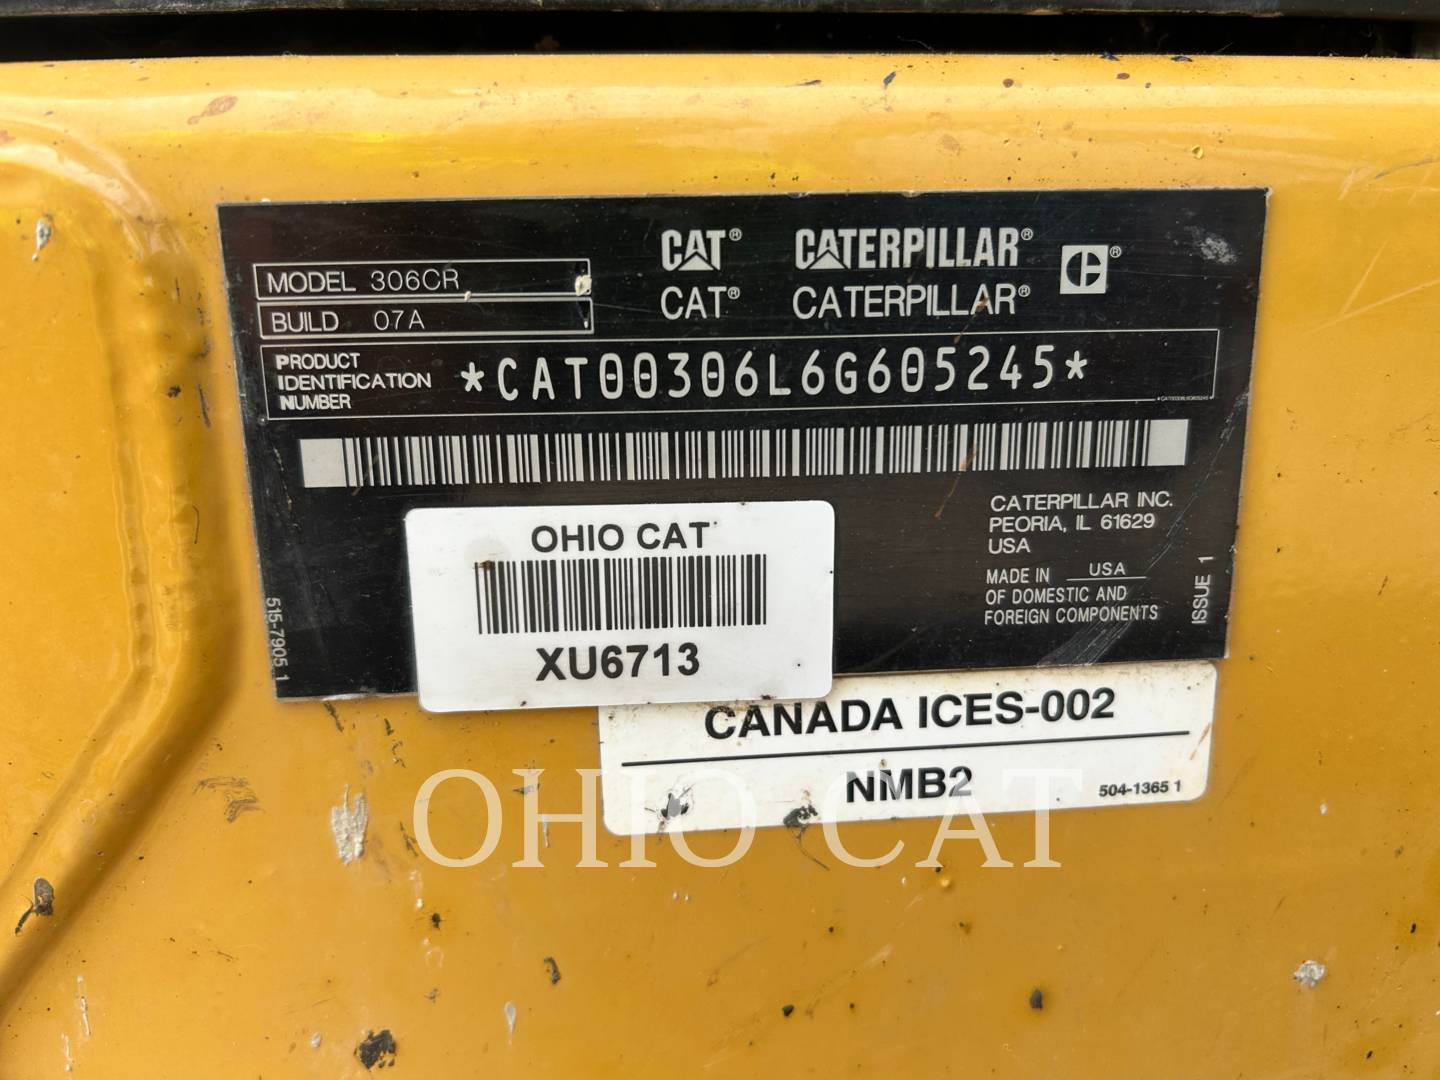 CAT® CATERPILLAR® C®
CAT® CATERPILLAR®
MODEL 306CR
BUILD 07A
PRODUCT
IDENTIFICATION
NUMBER
*CAT00306L6G605245*
CATERPILLAR INC.
PEORIA, IL 61629
USA
MADE IN USA
OF DOMESTIC AND
FOREIGN COMPONENTS
ISSUE 1
515-7905 1
OHIO CAT
XU6713
CANADA ICES-002
NMB2
504-1365 1
OHIO CAT